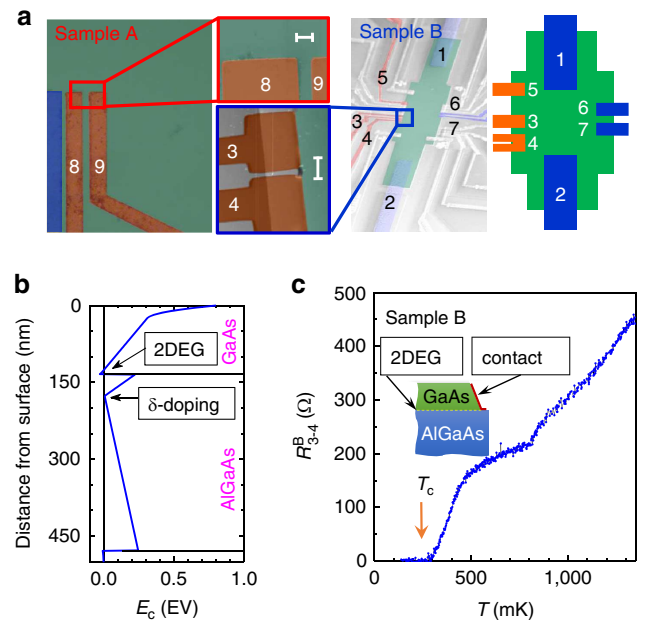 a
Sample A
8
9
8
9
3
4
Sample B
1
5
3
4
6
7
2
1
5
3
4
6
7
2
b
Distance from surface (nm)
0
150
300
450
2DEG
δ-doping
GaAs
AlGaAs
0.0
0.5
1.0
E_c (EV)
c
R^B_{3-4} (Ω)
500
400
300
200
100
0
Sample B
2DEG
contact
GaAs
AlGaAs
T_c
500
1,000
T (mK)